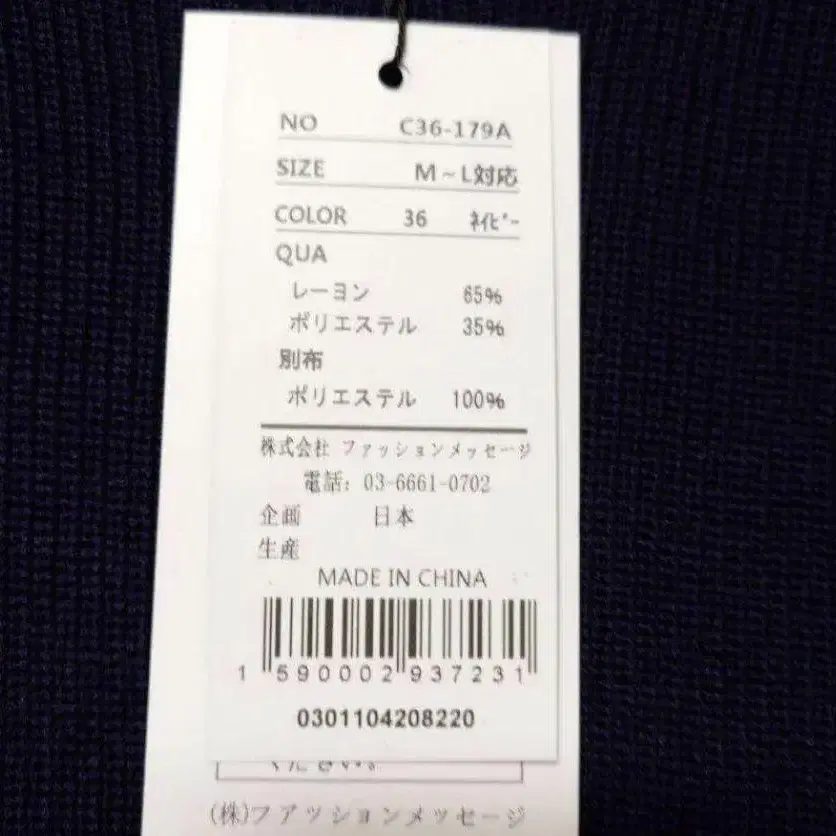 NO C36-179A
SIZE M～L対応
COLOR 36 ﾈｲﾋﾞｰ
QUA
レーヨン 65%
ポリエステル 35%
別布
ポリエステル 100%
株式会社 ファッションメッセージ
電話: 03-6661-0702
企画 日本
生産
MADE IN CHINA
1 590002 937231
0301104208220
ください。
(株)ファッションメッセージ